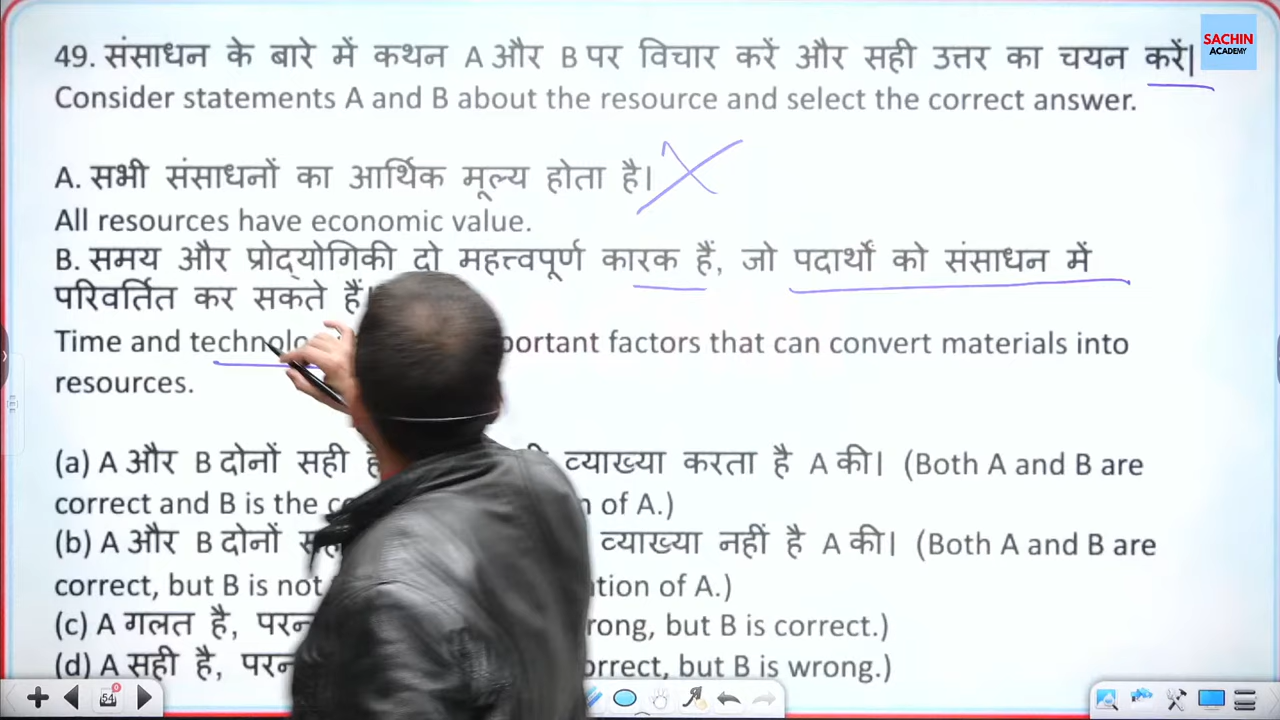 49. संसाधन के बारे में कथन A और B पर विचार करें और सही उत्तर का चयन करें|
SACHIN
ACADEMY
Consider statements A and B about the resource and select the correct answer.
A. सभी संसाधनों का आर्थिक मूल्य होता है।
All resources have economic value.
B. समय और प्रोद्योगिकी दो महत्त्वपूर्ण कारक हैं, जो पदार्थों को संसाधन में
परिवर्तित कर सकते हैं
Time and portant factors that can convert materials into
resources.
(a) A और B दोनों सही व्याख्या करता है A की। (Both A and B are
correct and B is the of A.)
(b) A और B दोनों व्याख्या नहीं है A की। (Both A and B are
correct, but B is not tion of A.)
(c) A गलत है, rong, but B is correct.)
(d) A सही है, orrect, but B is wrong.)
54